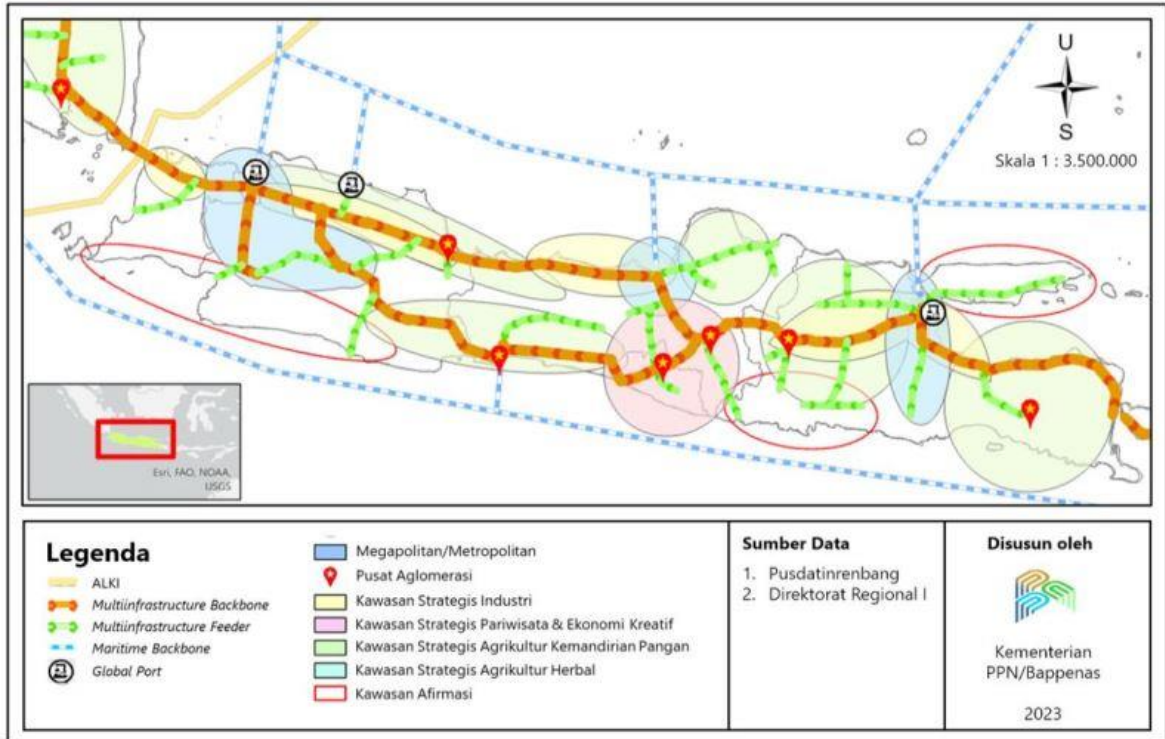 U
S
Skala 1 : 3.500.000
Esri, FAO, NOAA,
USGS
Legenda
ALKI
Multiinfrastructure Backbone
Multiinfrastructure Feeder
Maritime Backbone
Global Port
Megapolitan/Metropolitan
Pusat Aglomerasi
Kawasan Strategis Industri
Kawasan Strategis Pariwisata & Ekonomi Kreatif
Kawasan Strategis Agrikultur Kemandirian Pangan
Kawasan Strategis Agrikultur Herbal
Kawasan Afirmasi
Sumber Data
1. Pusdatinrenbang
2. Direktorat Regional I
Disusun oleh
Kementerian
PPN/Bappenas
2023